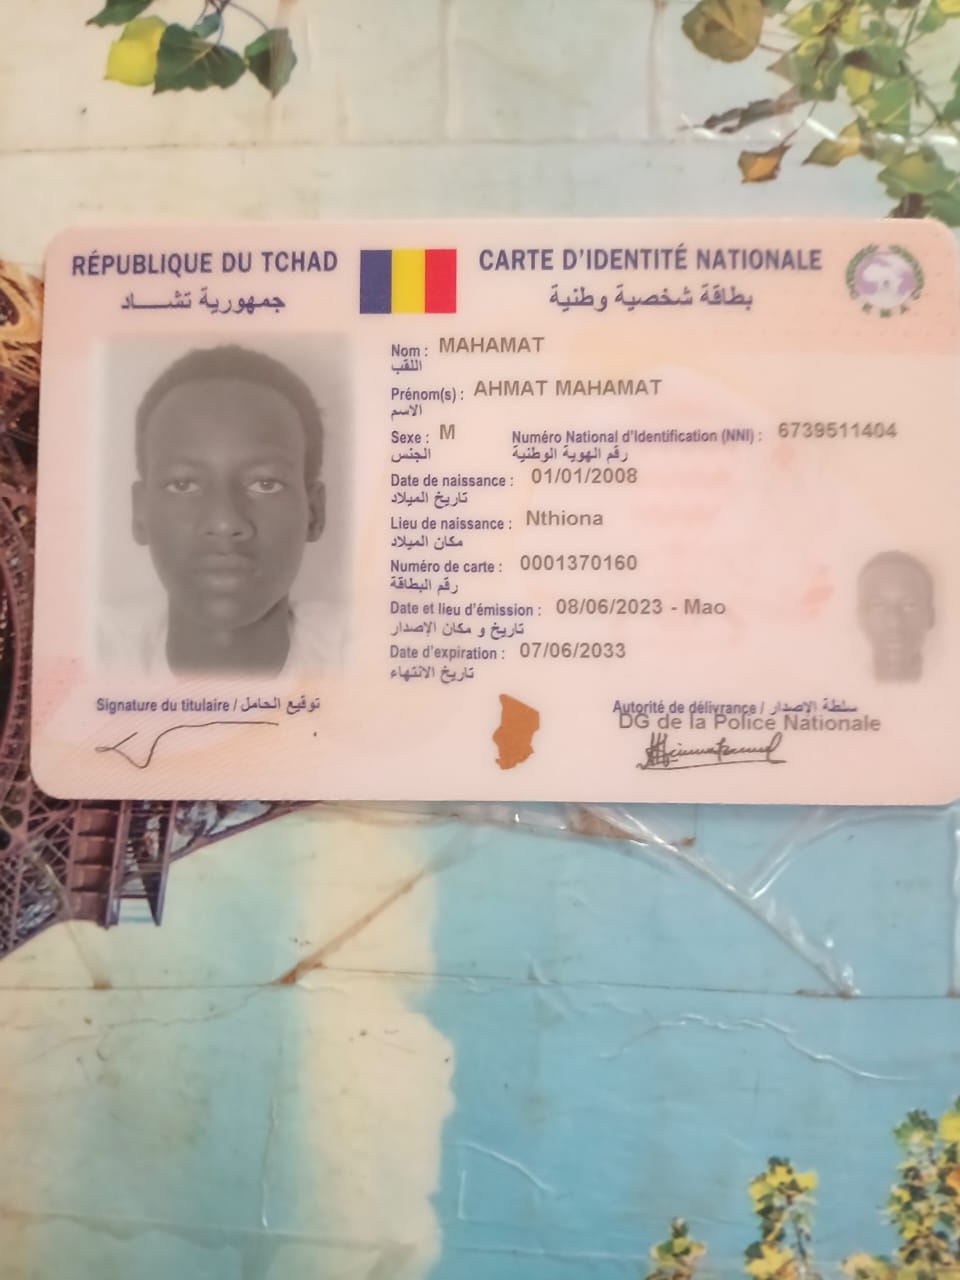 RÉPUBLIQUE DU TCHAD
جمهورية تشـــاد
CARTE D'IDENTITÉ NATIONALE
بطاقة شخصية وطنية
Nom : MAHAMAT
اللقب
Prénom(s) : AHMAT MAHAMAT
الاسم
Sexe : M Numéro National d'Identification (NNI) : 6739511404
الجنس رقم الهوية الوطنية
Date de naissance : 01/01/2008
تاريخ الميلاد
Lieu de naissance : Nthiona
مكان الميلاد
Numéro de carte : 0001370160
رقم البطاقة
Date et lieu d'émission : 08/06/2023 - Mao
تاريخ و مكان الإصدار
Date d'expiration : 07/06/2033
تاريخ الانتهاء
Signature du titulaire / توقيع الحامل
Autorité de délivrance / سلطة الإصدار
DG de la Police Nationale